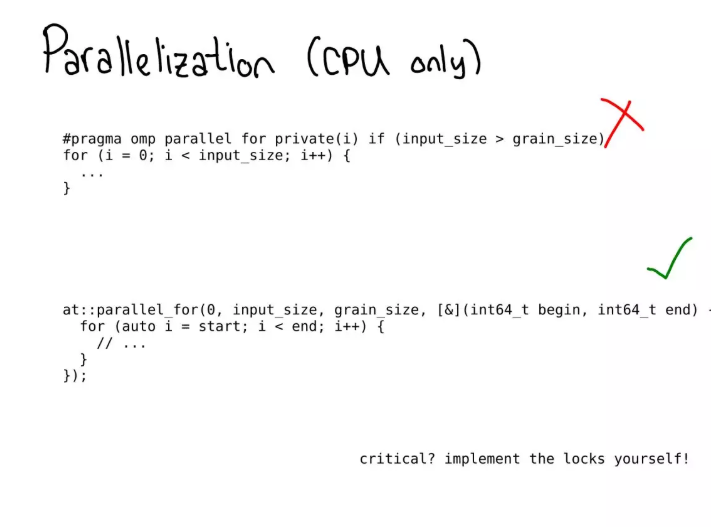 Parallelization (CPU only)
#pragma omp parallel for private(i) if (input_size > grain_size)
for (i = 0; i < input_size; i++) {
...
}
at::parallel_for(0, input_size, grain_size, [&](int64_t begin, int64_t end) {
for (auto i = start; i < end; i++) {
// ...
}
});
critical? implement the locks yourself!